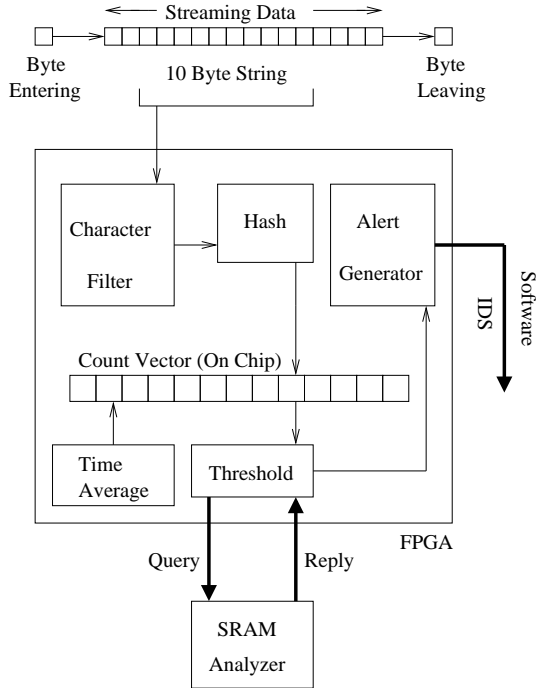 Streaming Data
Byte
Entering
10 Byte String
Byte
Leaving
Character
Filter
Hash
Alert
Generator
Software
IDS
Count Vector (On Chip)
Time
Average
Threshold
FPGA
Query
Reply
SRAM
Analyzer